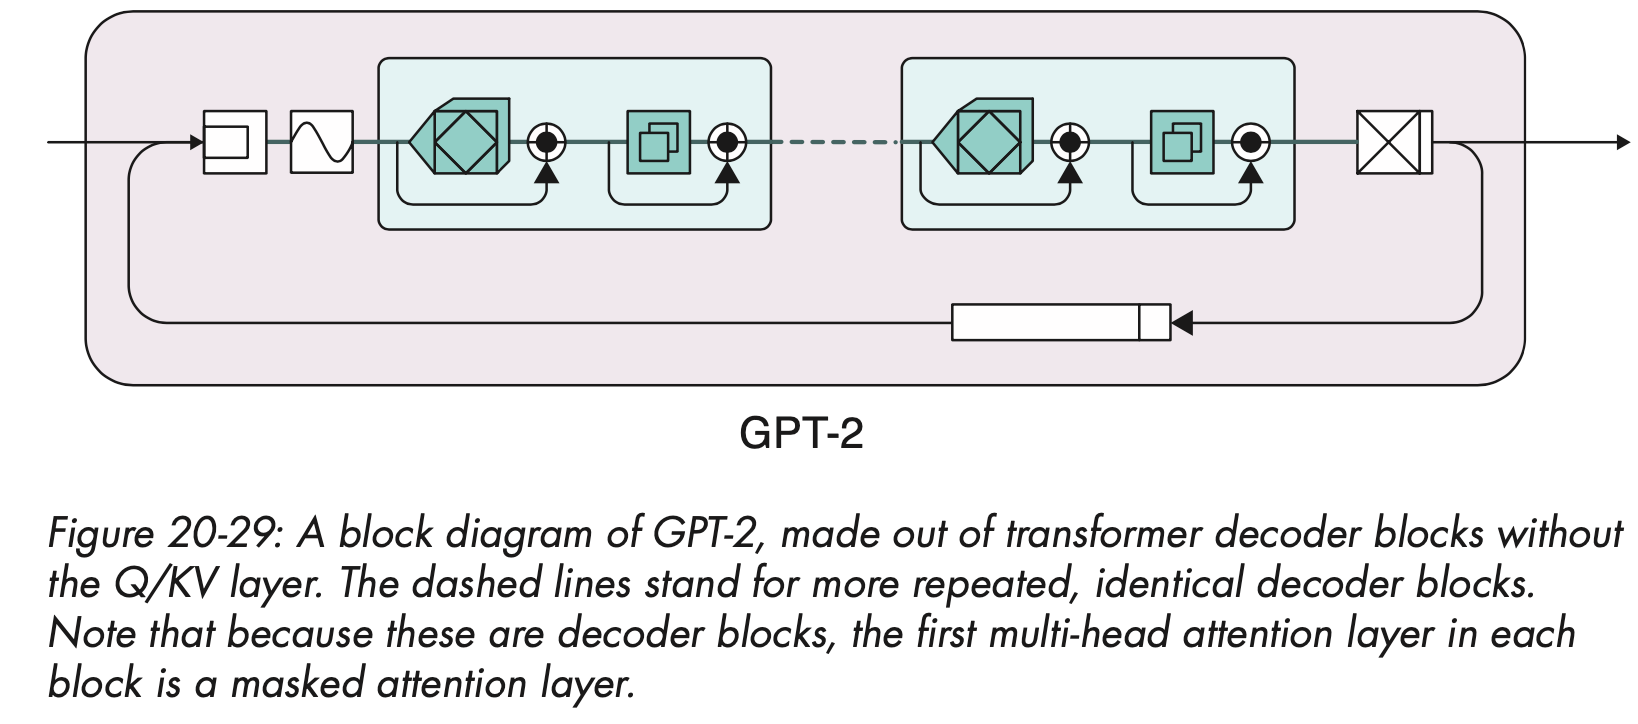 GPT-2
Figure 20-29: A block diagram of GPT-2, made out of transformer decoder blocks without
the Q/KV layer. The dashed lines stand for more repeated, identical decoder blocks.
Note that because these are decoder blocks, the first multi-head attention layer in each
block is a masked attention layer.